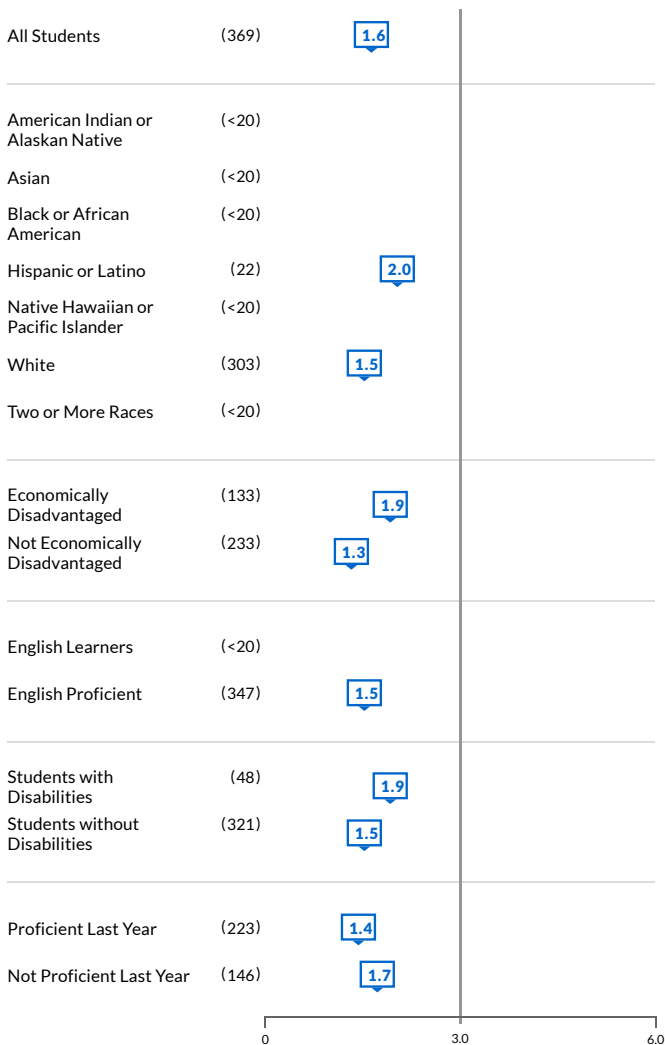 All Students (369) 1.6
American Indian or
Alaskan Native (<20)
Asian (<20)
Black or African
American (<20)
Hispanic or Latino (22) 2.0
Native Hawaiian or
Pacific Islander (<20)
White (303) 1.5
Two or More Races (<20)
Economically
Disadvantaged (133) 1.9
Not Economically
Disadvantaged (233) 1.3
English Learners (<20)
English Proficient (347) 1.5
Students with
Disabilities (48) 1.9
Students without
Disabilities (321) 1.5
Proficient Last Year (223) 1.4
Not Proficient Last Year (146) 1.7
0 3.0 6.0